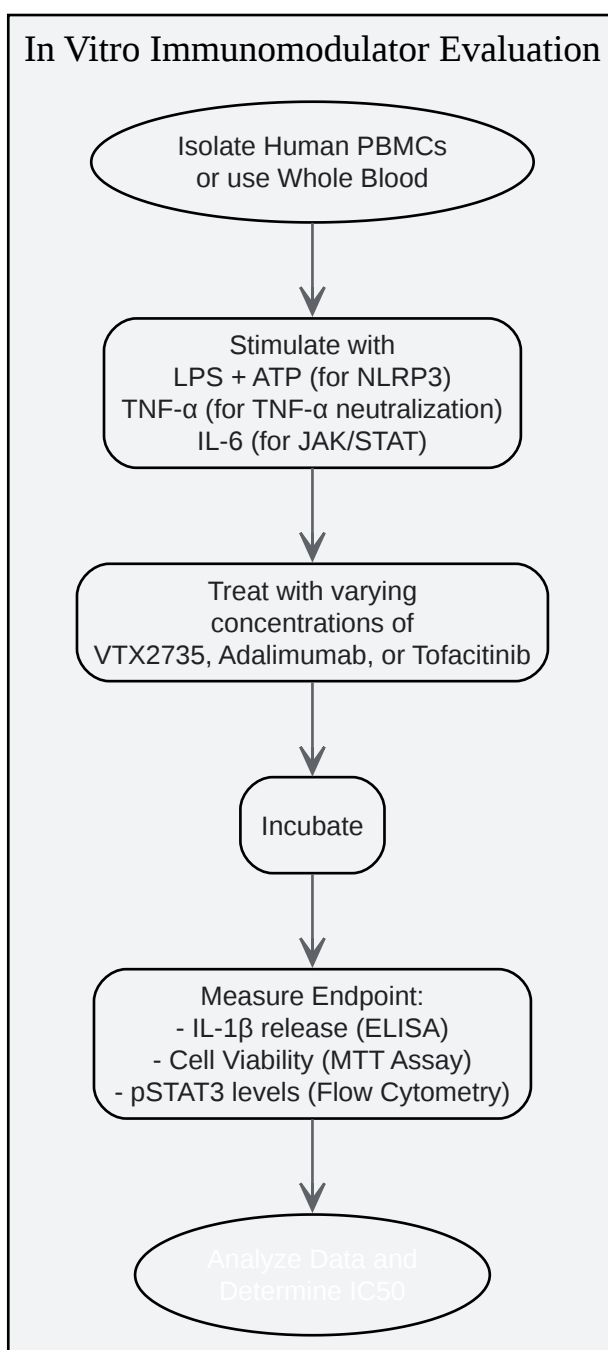 In Vitro Immunomodulator Evaluation
Isolate Human PBMCs
or use Whole Blood
Stimulate with
LPS + ATP (for NLRP3)
TNF-α (for TNF-α neutralization)
IL-6 (for JAK/STAT)
Treat with varying
concentrations of
VTX2735, Adalimumab, or Tofacitinib
Incubate
Measure Endpoint:
- IL-1β release (ELISA)
- Cell Viability (MTT Assay)
- pSTAT3 levels (Flow Cytometry)
Analyze Data and
Determine IC50